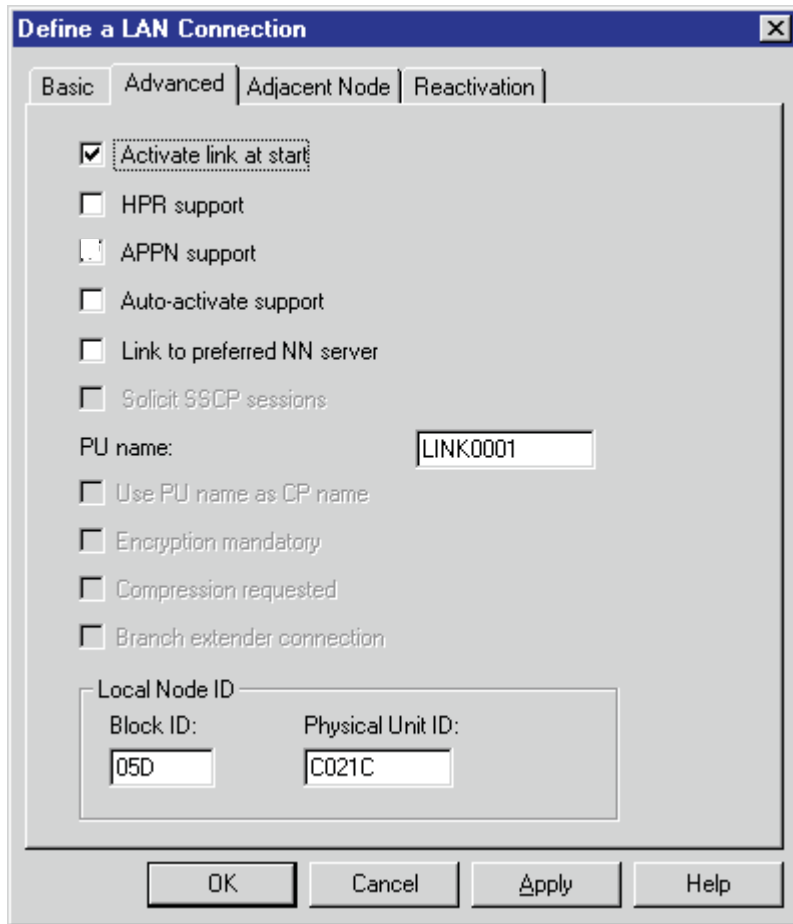 Define a LAN Connection
Basic Advanced Adjacent Node Reactivation
Activate link at start
HPR support
APPN support
Auto-activate support
Link to preferred NN server
Solicit SSCP sessions
PU name: LINK0001
Use PU name as CP name
Encryption mandatory
Compression requested
Branch extender connection
Local Node ID
Block ID: Physical Unit ID:
05D C021C
OK Cancel Apply Help